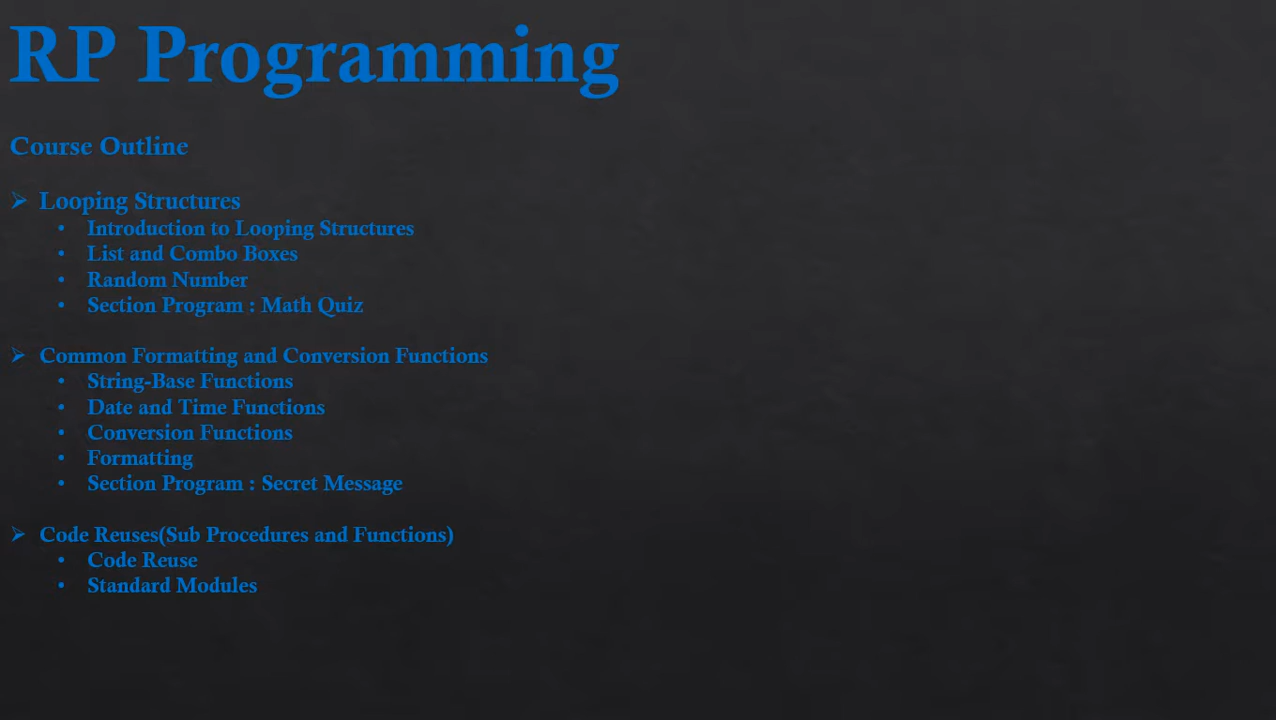 RP Programming
Course Outline
➢ Looping Structures
• Introduction to Looping Structures
• List and Combo Boxes
• Random Number
• Section Program : Math Quiz
➢ Common Formatting and Conversion Functions
• String-Base Functions
• Date and Time Functions
• Conversion Functions
• Formatting
• Section Program : Secret Message
➢ Code Reuses(Sub Procedures and Functions)
• Code Reuse
• Standard Modules